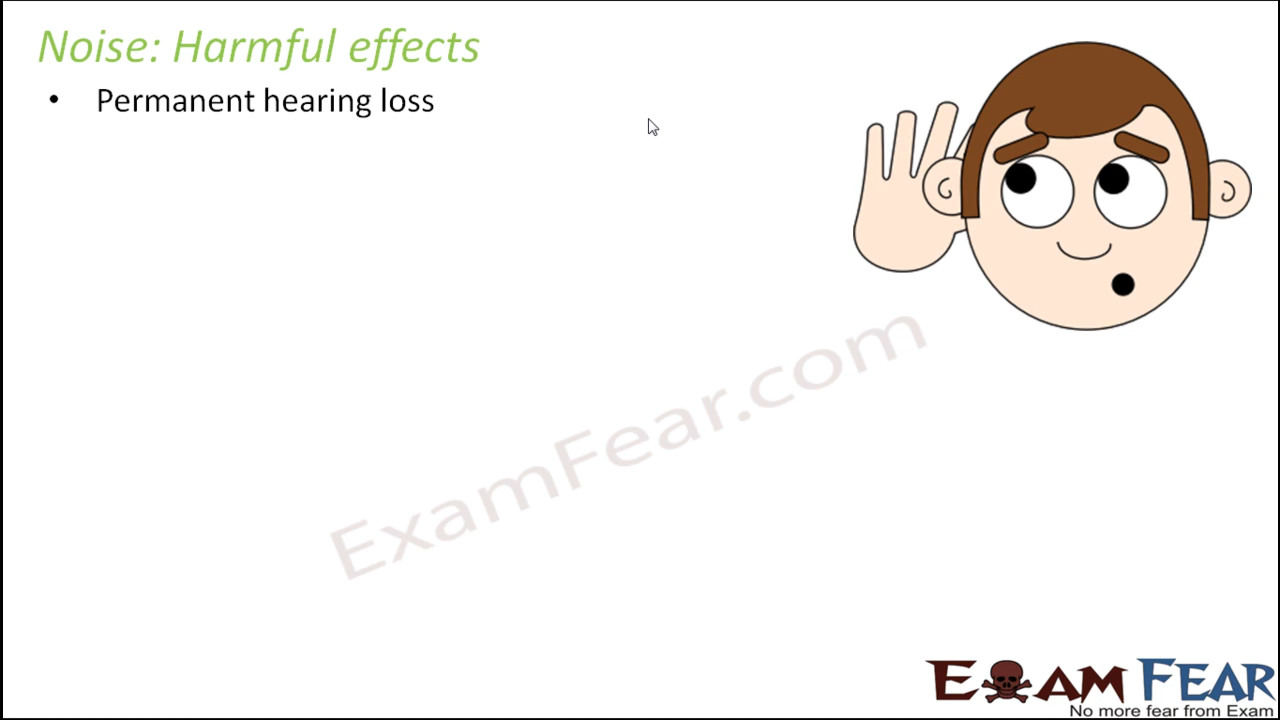 Noise: Harmful effects
• Permanent hearing loss
ExamFear.com
EXAM FEAR
No more fear from Exam